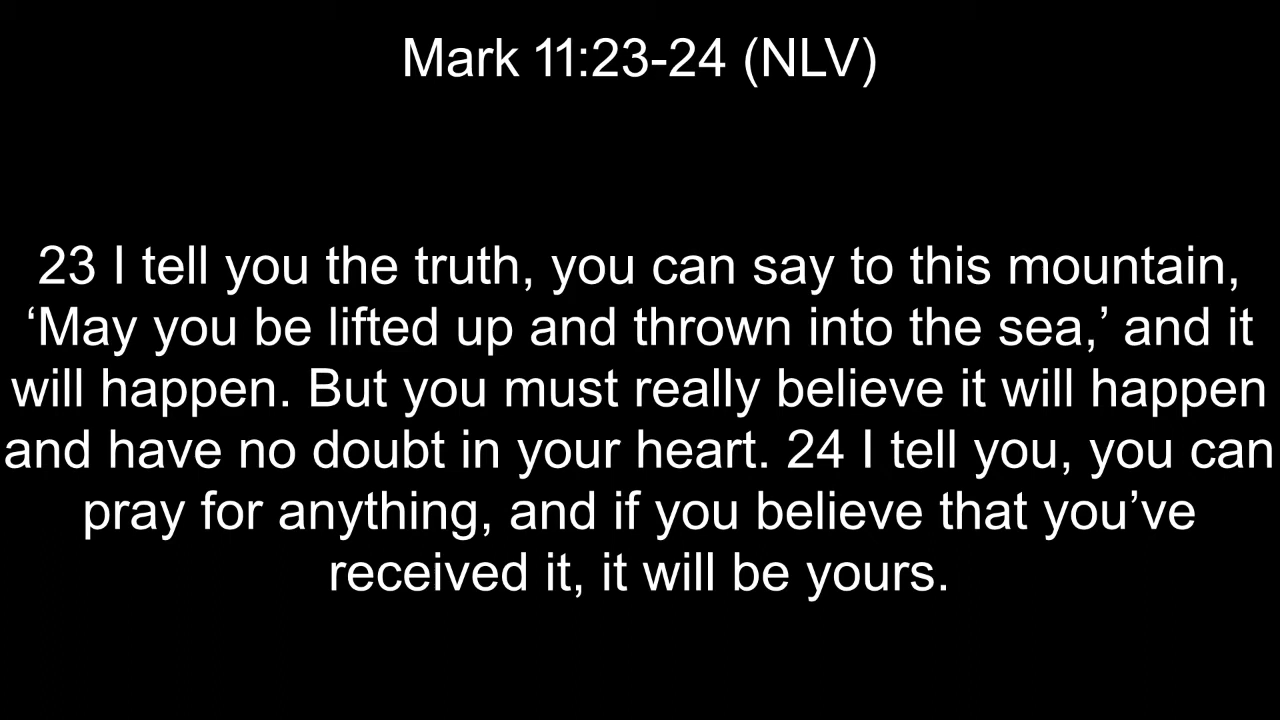 Mark 11:23-24 (NLV)
23 I tell you the truth, you can say to this mountain,
‘May you be lifted up and thrown into the sea,’ and it
will happen. But you must really believe it will happen
and have no doubt in your heart. 24 I tell you, you can
pray for anything, and if you believe that you’ve
received it, it will be yours.